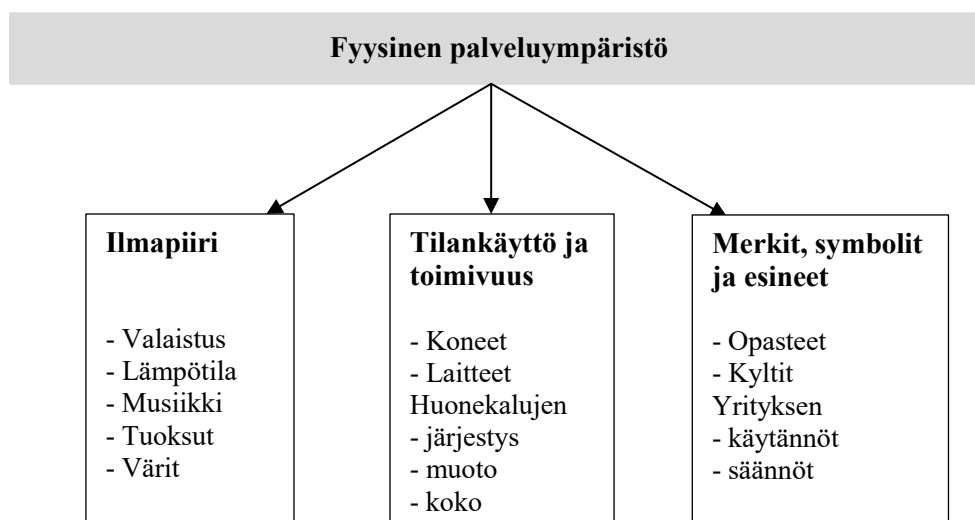 Fyysinen palveluympäristö
Ilmapiiri
- Valaistus
- Lämpötila
- Musiikki
- Tuoksut
- Värit
Tilankäyttö ja
toimivuus
- Koneet
- Laitteet
Huonekalujen
- järjestys
- muoto
- koko
Merkit, symbolit
ja esineet
- Opasteet
- Kyltit
Yrityksen
- käytännöt
- säännöt